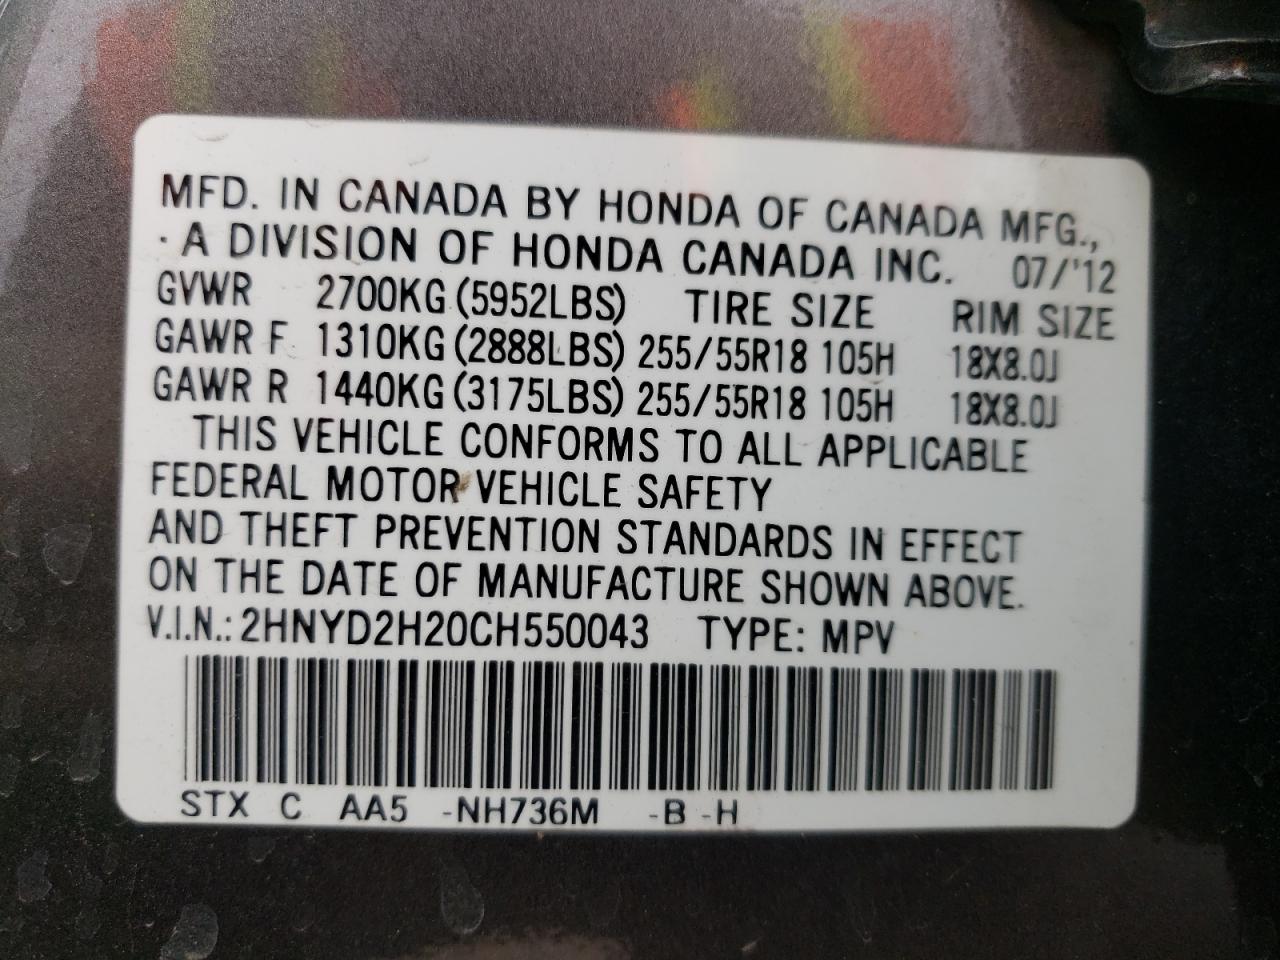 MFD. IN CANADA BY HONDA OF CANADA MFG.,
· A DIVISION OF HONDA CANADA INC. 07/'12
GVWR 2700KG (5952LBS) TIRE SIZE RIM SIZE
GAWR F 1310KG (2888LBS) 255/55R18 105H 18X8.0J
GAWR R 1440KG (3175LBS) 255/55R18 105H 18X8.0J
THIS VEHICLE CONFORMS TO ALL APPLICABLE
FEDERAL MOTOR VEHICLE SAFETY
AND THEFT PREVENTION STANDARDS IN EFFECT
ON THE DATE OF MANUFACTURE SHOWN ABOVE.
V.I.N.: 2HNYD2H20CH550043 TYPE: MPV
STX C AA5 -NH736M -B -H